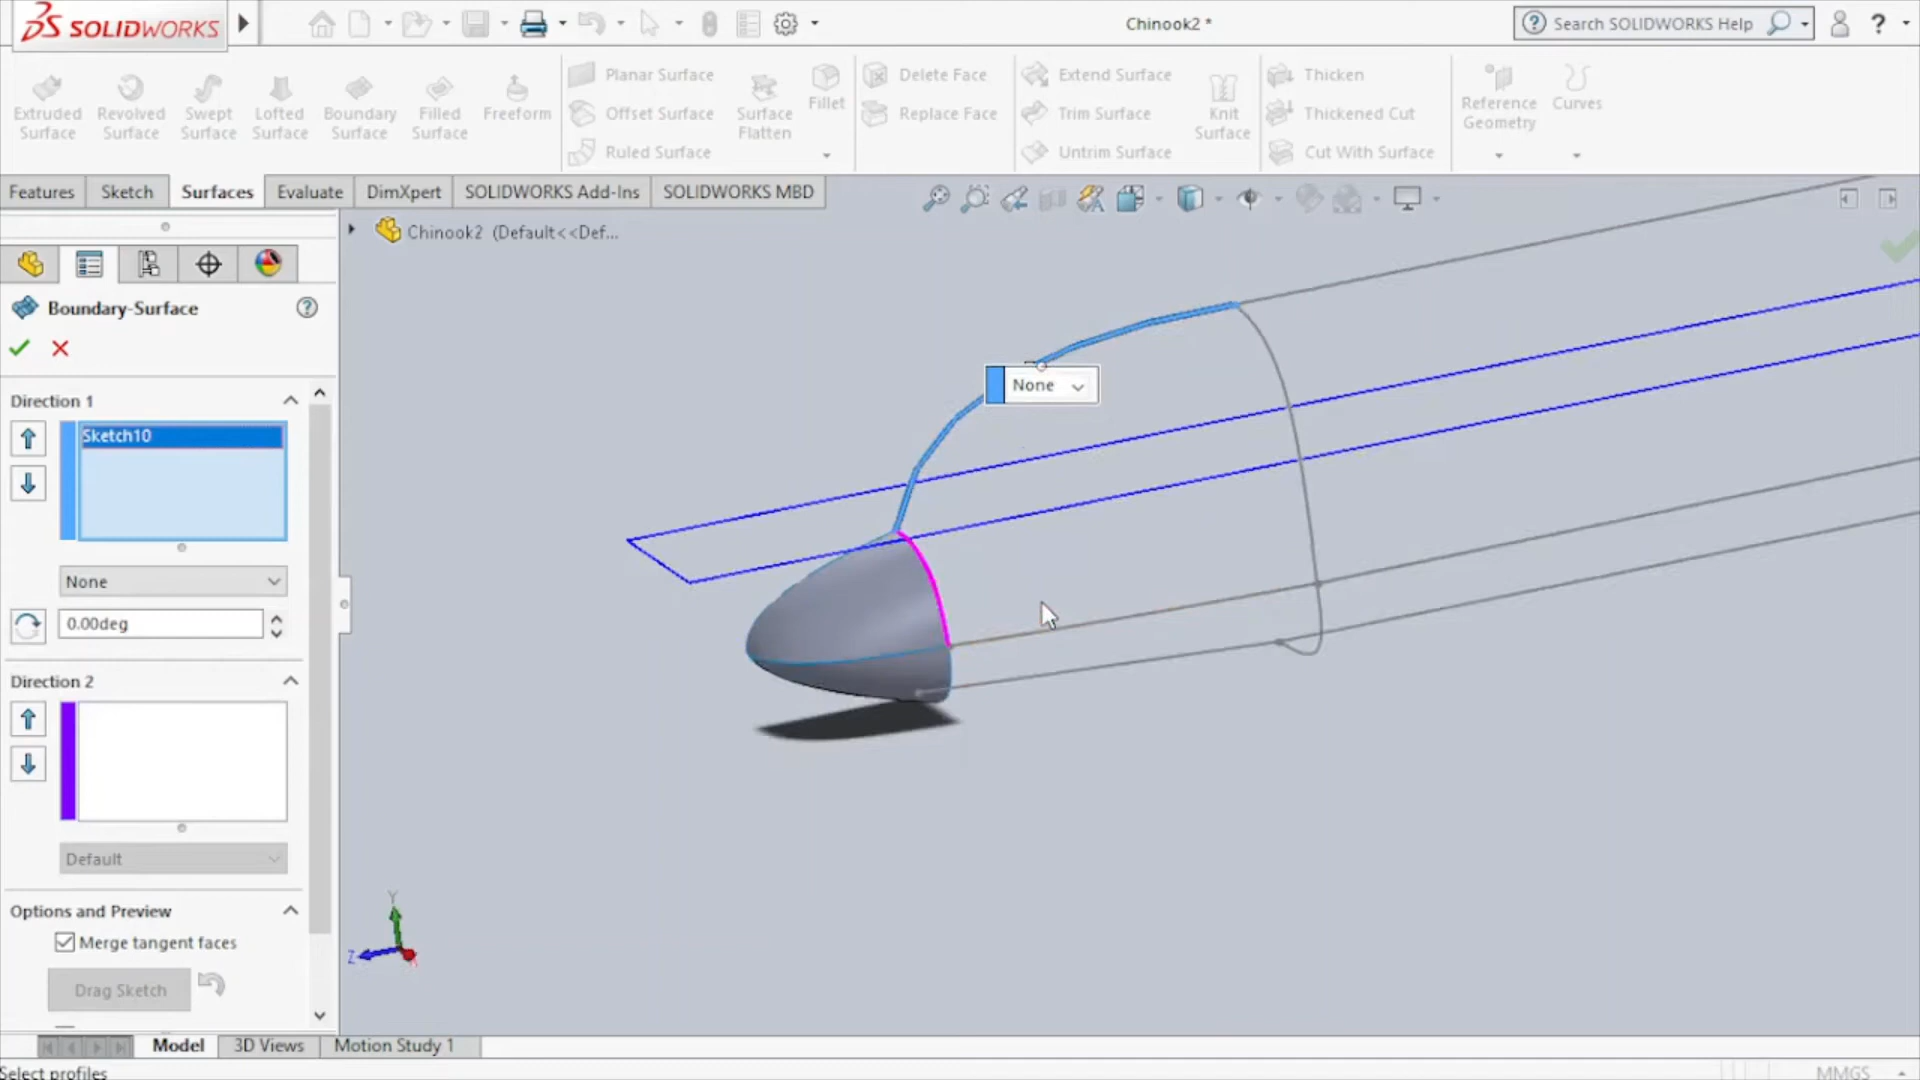 SOLIDWORKS
Chinook2 *
Search SOLIDWORKS Help
?
Extruded Surface
Revolved Surface
Swept Surface
Lofted Surface
Boundary Surface
Filled Surface
Freeform
Planar Surface
Offset Surface
Ruled Surface
Surface Flatten
Fillet
Delete Face
Replace Face
Extend Surface
Trim Surface
Untrim Surface
Knit Surface
Thicken
Thickened Cut
Cut With Surface
Reference Geometry
Curves
Features
Sketch
Surfaces
Evaluate
DimXpert
SOLIDWORKS Add-Ins
SOLIDWORKS MBD
Chinook2 (Default<<Def...
Boundary-Surface
?
Direction 1
Sketch10
None
0.00deg
Direction 2
Default
Options and Preview
Merge tangent faces
Drag Sketch
None
Y
Z
Model
3D Views
Motion Study 1
Select profiles
MMGS